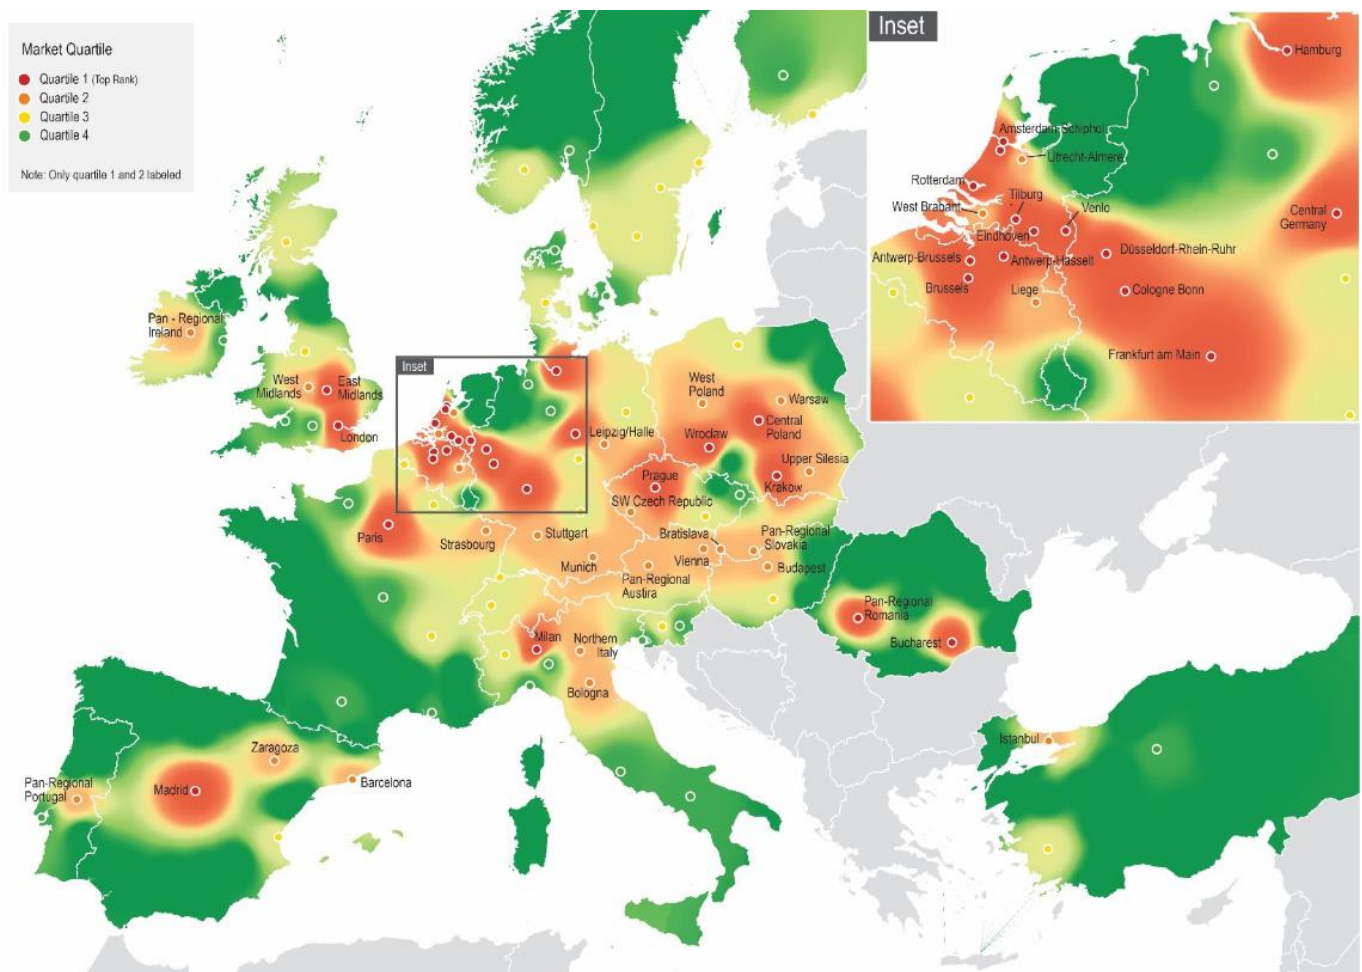 Market Quartile
Quartile 1 (Top Rank)
Quartile 2
Quartile 3
Quartile 4
Note: Only quartile 1 and 2 labeled
Inset
Hamburg
Amsterdam-Schiphol
Utrecht-Almere
Rotterdam
Tilburg
West Brabant
Venlo
Eindhoven
Central
Germany
Düsseldorf-Rhein-Ruhr
Antwerp-Brussels
Antwerp-Hasselt
Brussels
Liege
Cologne Bonn
Frankfurt am Main
Pan - Regional
Ireland
Inset
West
Midlands
East
Midlands
London
West
Poland
Warsaw
Central
Poland
Leipzig/Halle
Wroclaw
Upper Silesia
Prague
Krakow
SW Czech Republic
Paris
Strasbourg
Stuttgart
Bratislava
Pan-Regional
Slovakia
Munich
Vienna
Budapest
Pan-Regional
Austira
Pan-Regional
Romania
Bucharest
Milan
Northern
Italy
Bologna
Istanbul
Zaragoza
Pan-Regional
Portugal
Madrid
Barcelona